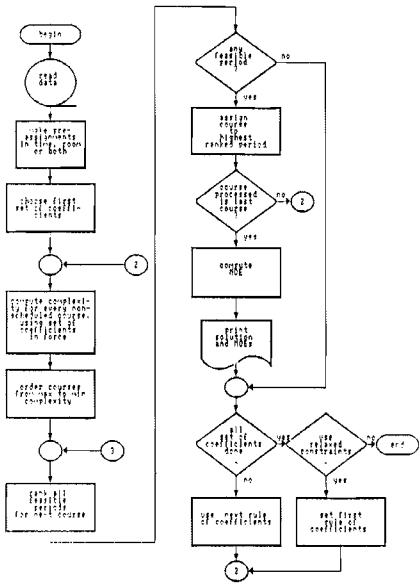 begin
read
data
make pre-
assignments
in time, room
or both
choose first
set of coeffi-
cients
2
compute complexi-
ty for every non-
scheduled course,
using set of
coefficients
in force
order courses
from max to min
complexity
3
rank all
feasible
periods
for next course
any
feasible
period
?
no
yes
assign
course
to
highest
ranked period
course
processed
is last
course
?
no
2
yes
compute
MOE
print
solution
and MOEs
all
set of
coefficients
done
yes
use
relaxed
constraints
no
end
no
yes
use next rule
of coefficients
set first
rule of
coefficients
2